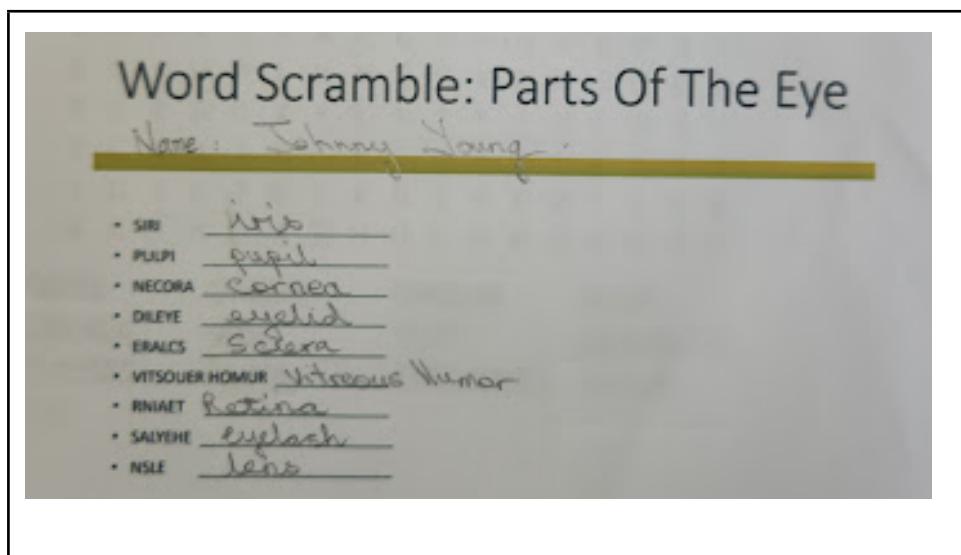 Word Scramble: Parts Of The Eye
Name: Johnny Young.
• SIRI iris
• PULPI pupil
• NECORA cornea
• DILEYE eyelid
• ERALCS Sclera
• VITSOUER HOMUR Vitreous Humor
• RNIAET Retina
• SALYEHE eyelash
• NSLE lens